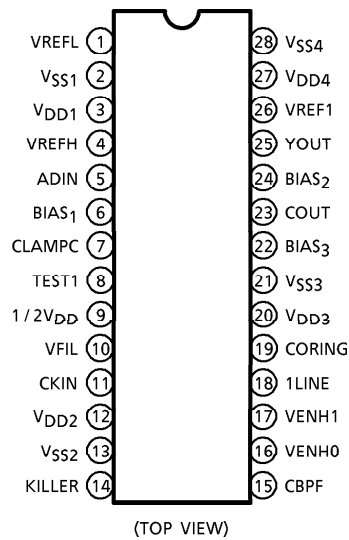 VREFL 1 28 VSS4
VSS1 2 27 VDD4
VDD1 3 26 VREF1
VREFH 4 25 YOUT
ADIN 5 24 BIAS2
BIAS1 6 23 COUT
CLAMPC 7 22 BIAS3
TEST1 8 21 VSS3
1/2VDD 9 20 VDD3
VFIL 10 19 CORING
CKIN 11 18 1LINE
VDD2 12 17 VENH1
VSS2 13 16 VENH0
KILLER 14 15 CBPF
(TOP VIEW)